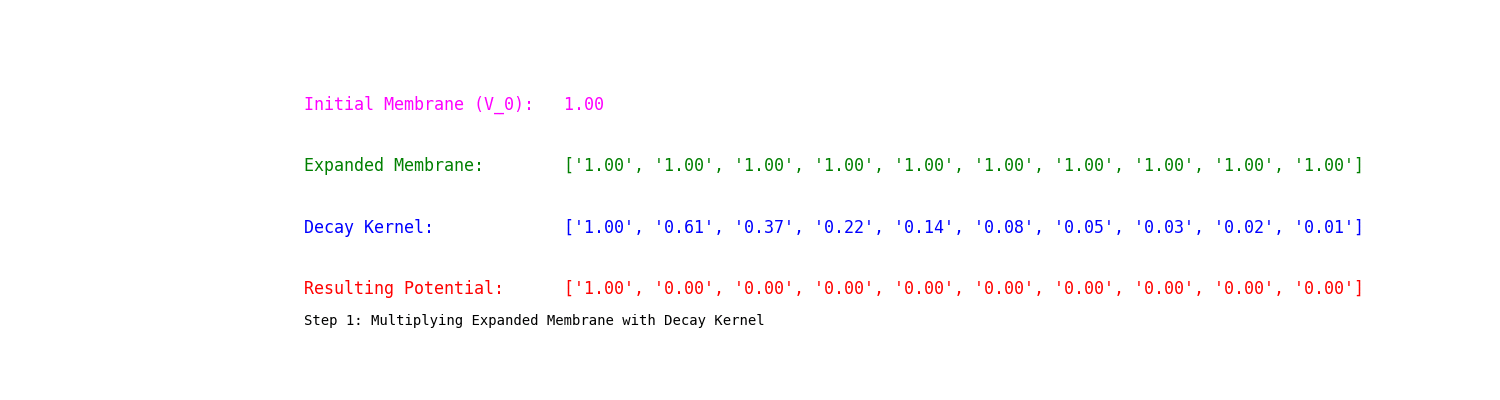 Initial Membrane (V_0):   1.00
Expanded Membrane:        ['1.00', '1.00', '1.00', '1.00', '1.00', '1.00', '1.00', '1.00', '1.00', '1.00']
Decay Kernel:             ['1.00', '0.61', '0.37', '0.22', '0.14', '0.08', '0.05', '0.03', '0.02', '0.01']
Resulting Potential:      ['1.00', '0.00', '0.00', '0.00', '0.00', '0.00', '0.00', '0.00', '0.00', '0.00']
Step 1: Multiplying Expanded Membrane with Decay Kernel